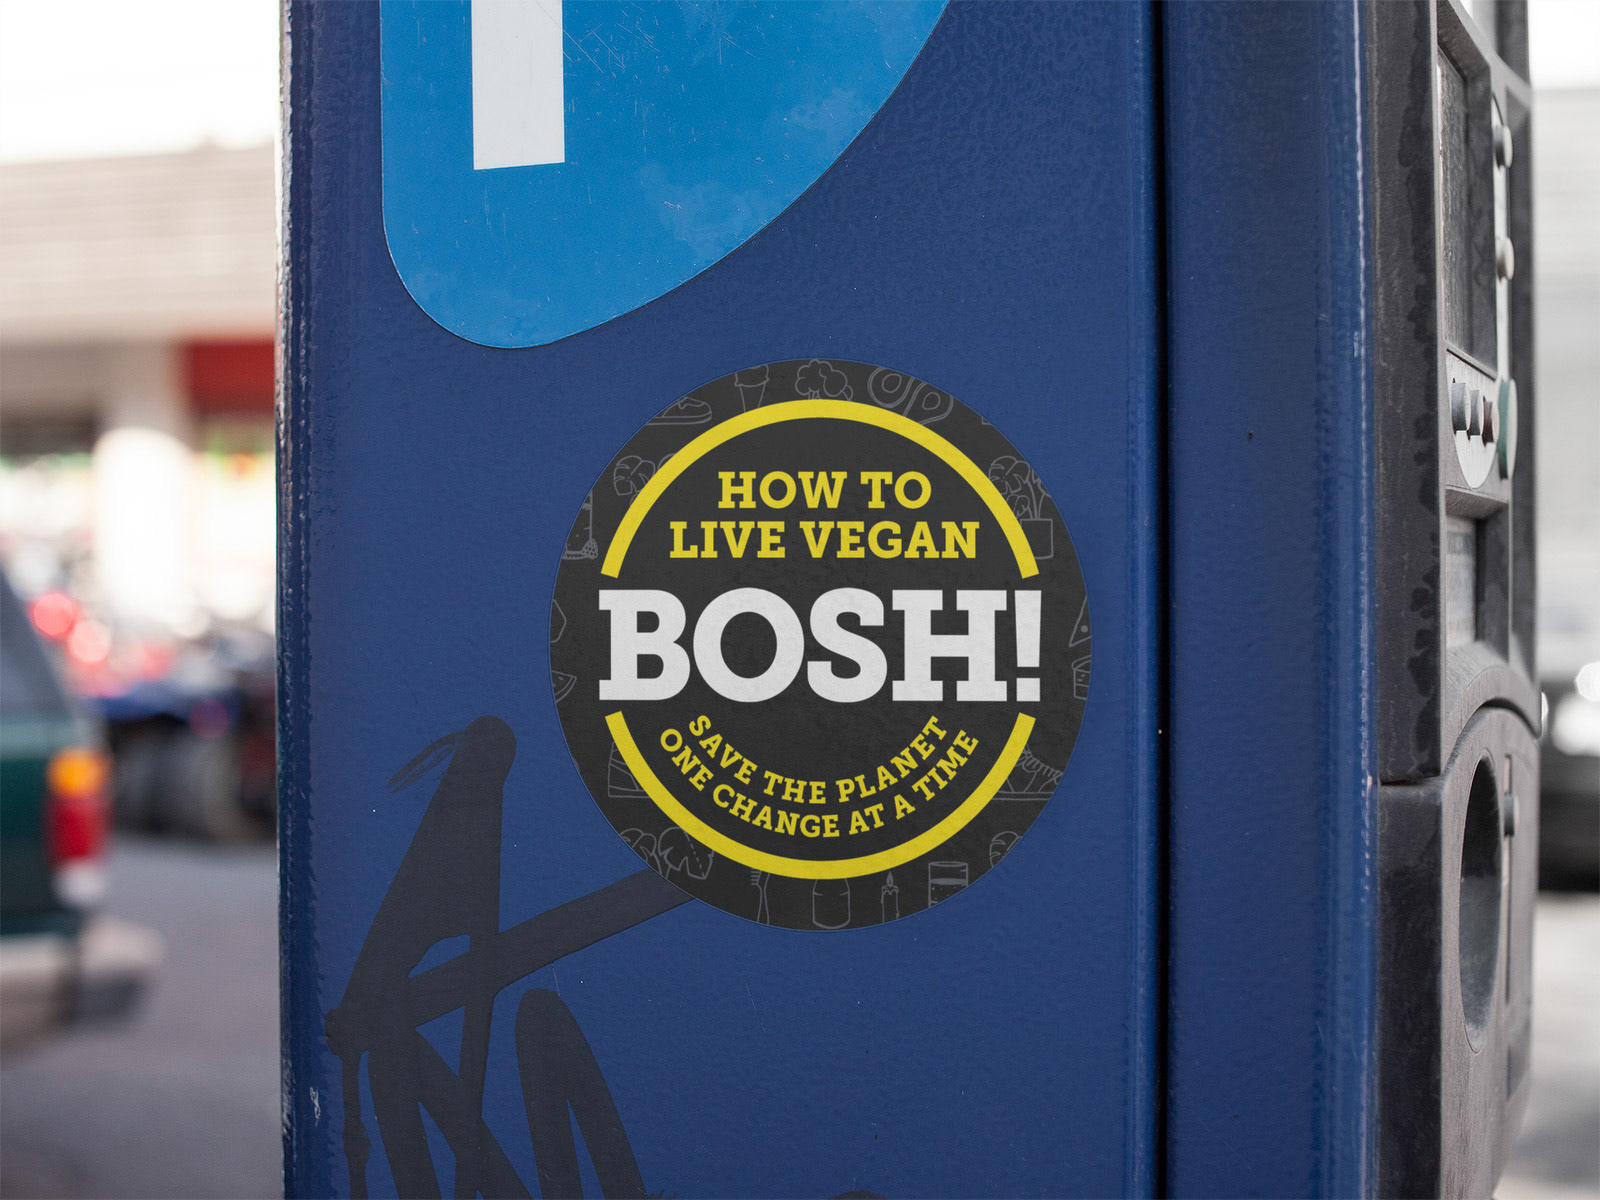 HOW TO
LIVE VEGAN
BOSH!
SAVE THE PLANET
ONE CHANGE AT A TIME